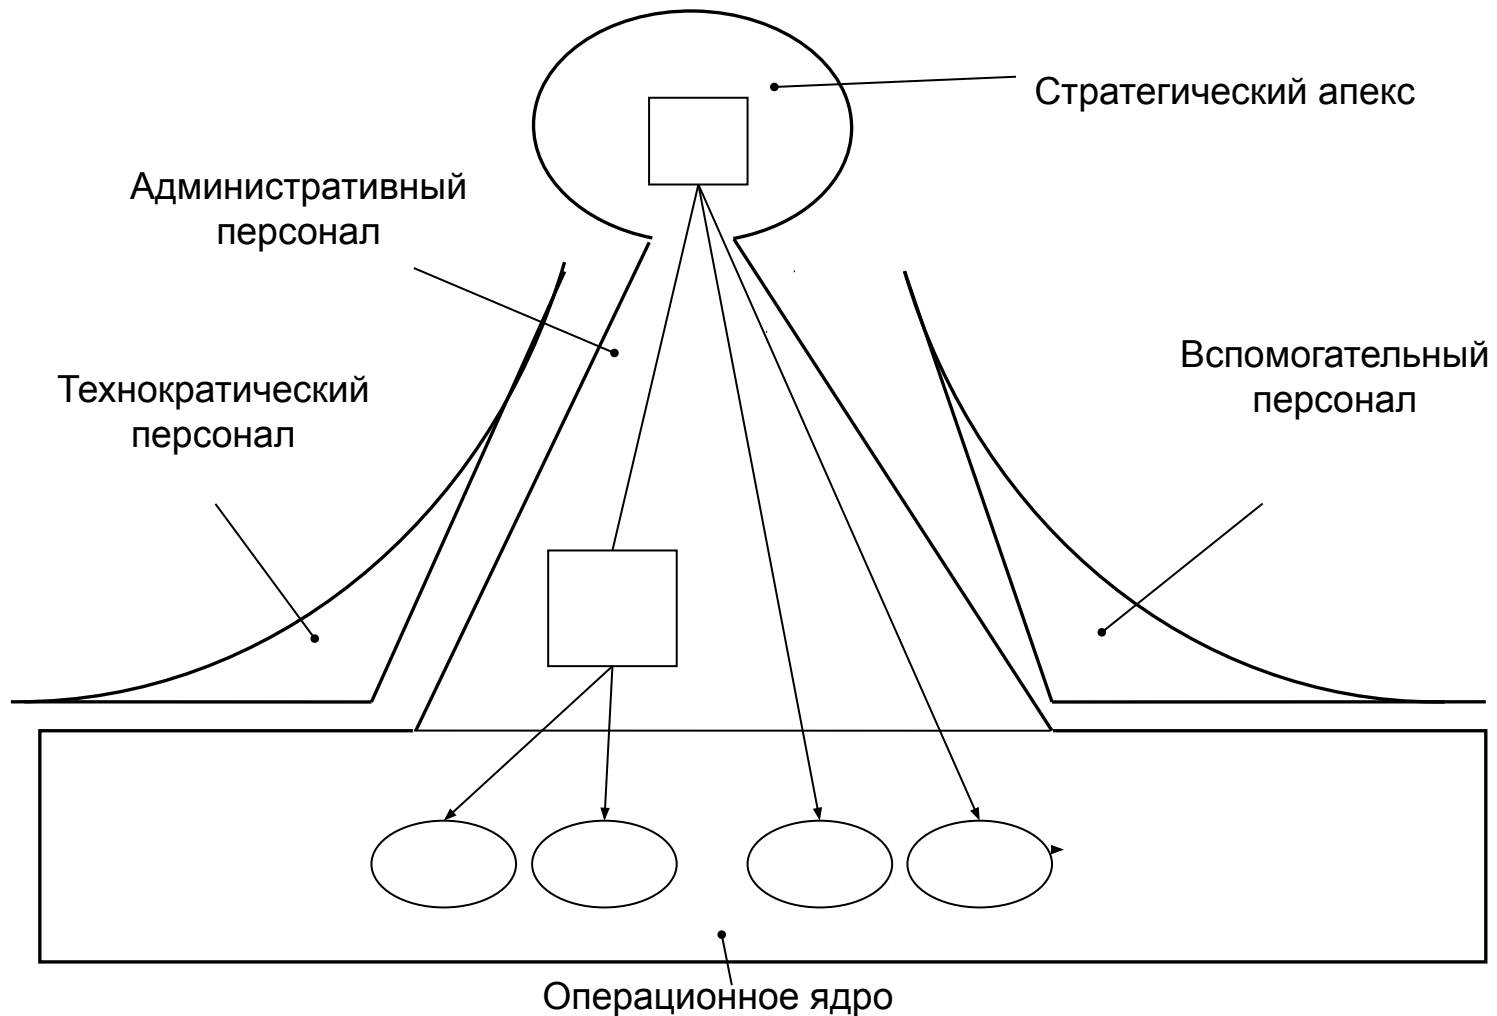 Стратегический апекс
Административный
персонал
Вспомогательный
персонал
Технократический
персонал
Операционное ядро